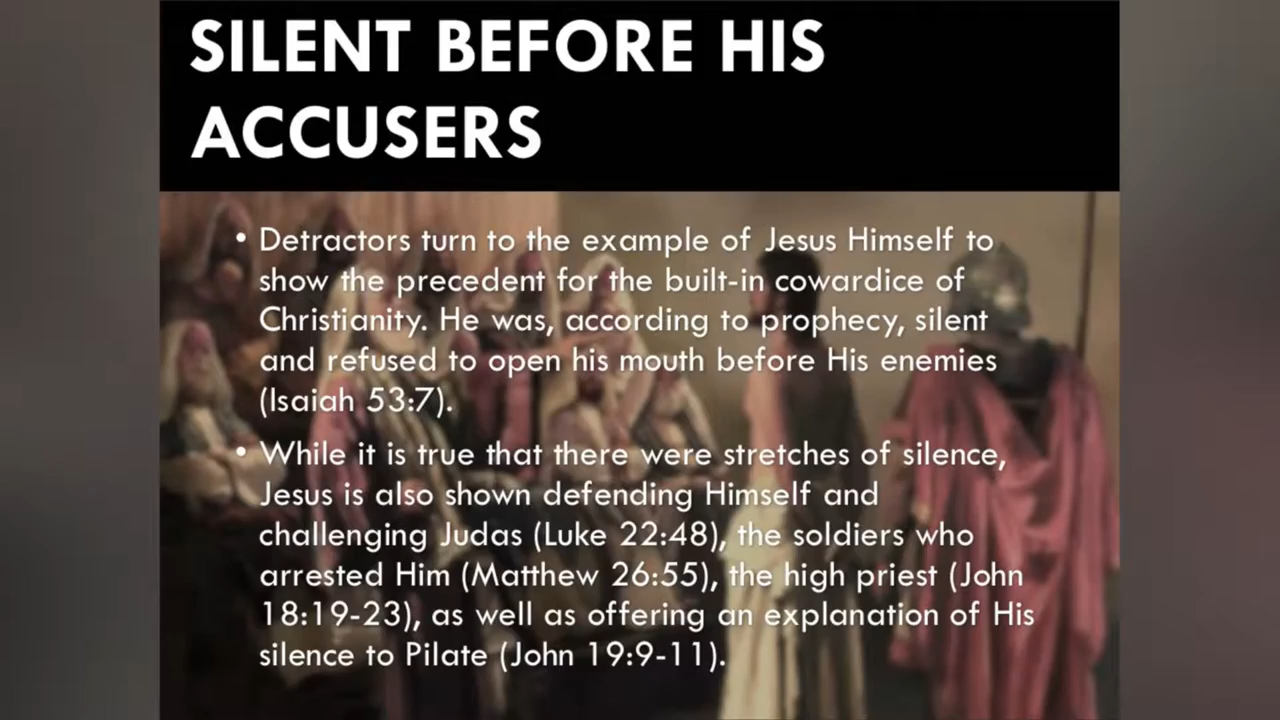 SILENT BEFORE HIS
ACCUSERS
• Detractors turn to the example of Jesus Himself to
show the precedent for the built-in cowardice of
Christianity. He was, according to prophecy, silent
and refused to open his mouth before His enemies
(Isaiah 53:7).
• While it is true that there were stretches of silence,
Jesus is also shown defending Himself and
challenging Judas (Luke 22:48), the soldiers who
arrested Him (Matthew 26:55), the high priest (John
18:19-23), as well as offering an explanation of His
silence to Pilate (John 19:9-11).